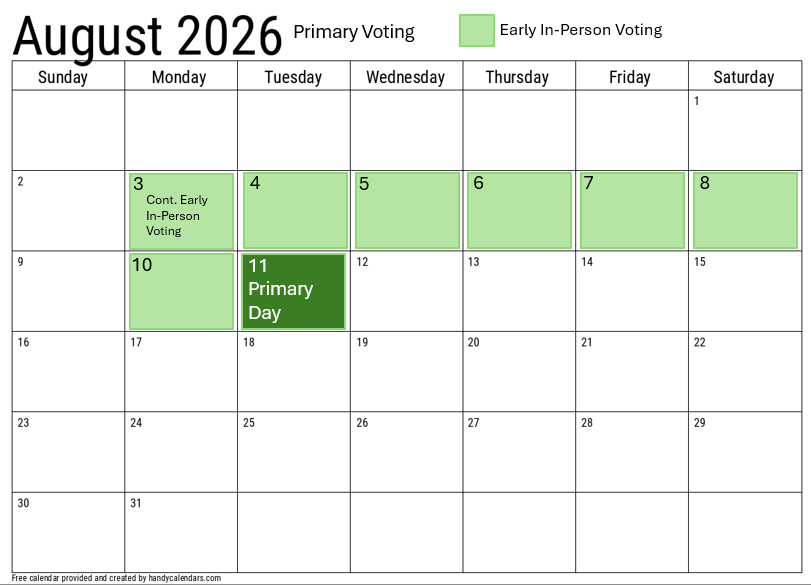 August 2026 Primary Voting Early In-Person Voting
Sunday Monday Tuesday Wednesday Thursday Friday Saturday
1
2 3 4 5 6 7 8
Cont. Early
In-Person
Voting
9 10 11 12 13 14 15
Primary
Day
16 17 18 19 20 21 22
23 24 25 26 27 28 29
30 31
Free calendar provided and created by handycalendars.com